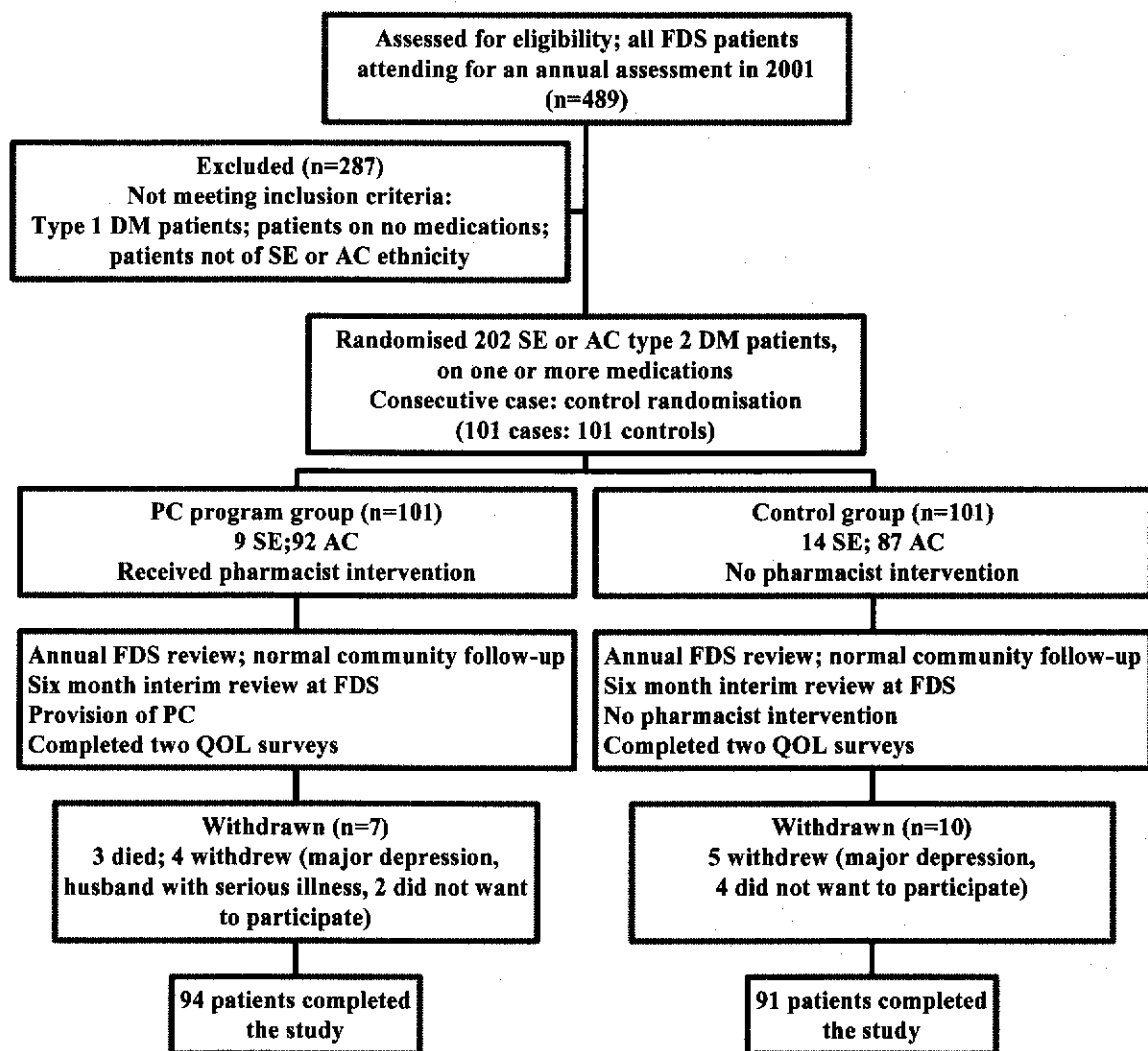 Assessed for eligibility; all FDS patients
attending for an annual assessment in 2001
(n=489)
Excluded (n=287)
Not meeting inclusion criteria:
Type 1 DM patients; patients on no medications;
patients not of SE or AC ethnicity
Randomised 202 SE or AC type 2 DM patients,
on one or more medications
Consecutive case: control randomisation
(101 cases: 101 controls)
PC program group (n=101)
9 SE;92 AC
Received pharmacist intervention
Control group (n=101)
14 SE; 87 AC
No pharmacist intervention
Annual FDS review; normal community follow-up
Six month interim review at FDS
Provision of PC
Completed two QOL surveys
Annual FDS review; normal community follow-up
Six month interim review at FDS
No pharmacist intervention
Completed two QOL surveys
Withdrawn (n=7)
3 died; 4 withdrew (major depression,
husband with serious illness, 2 did not want
to participate)
Withdrawn (n=10)
5 withdrew (major depression,
4 did not want to participate)
94 patients completed
the study
91 patients completed
the study